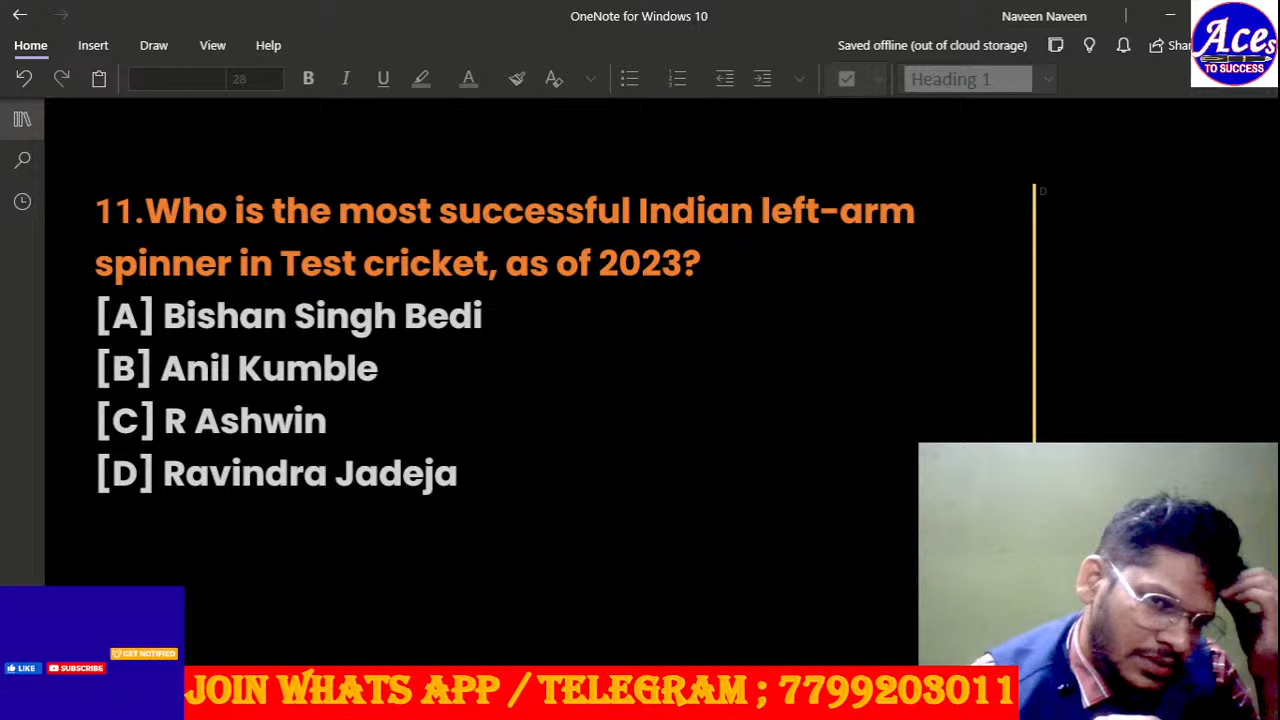 OneNote for Windows 10
Naveen Naveen
Home Insert Draw View Help
Saved offline (out of cloud storage)
Shar
28
B I U A
Heading 1
Aces
TO SUCCESS
D
11.Who is the most successful Indian left-arm
spinner in Test cricket, as of 2023?
[A] Bishan Singh Bedi
[B] Anil Kumble
[C] R Ashwin
[D] Ravindra Jadeja
GET NOTIFIED
LIKE
SUBSCRIBE
JOIN WHATS APP / TELEGRAM ; 7799203011